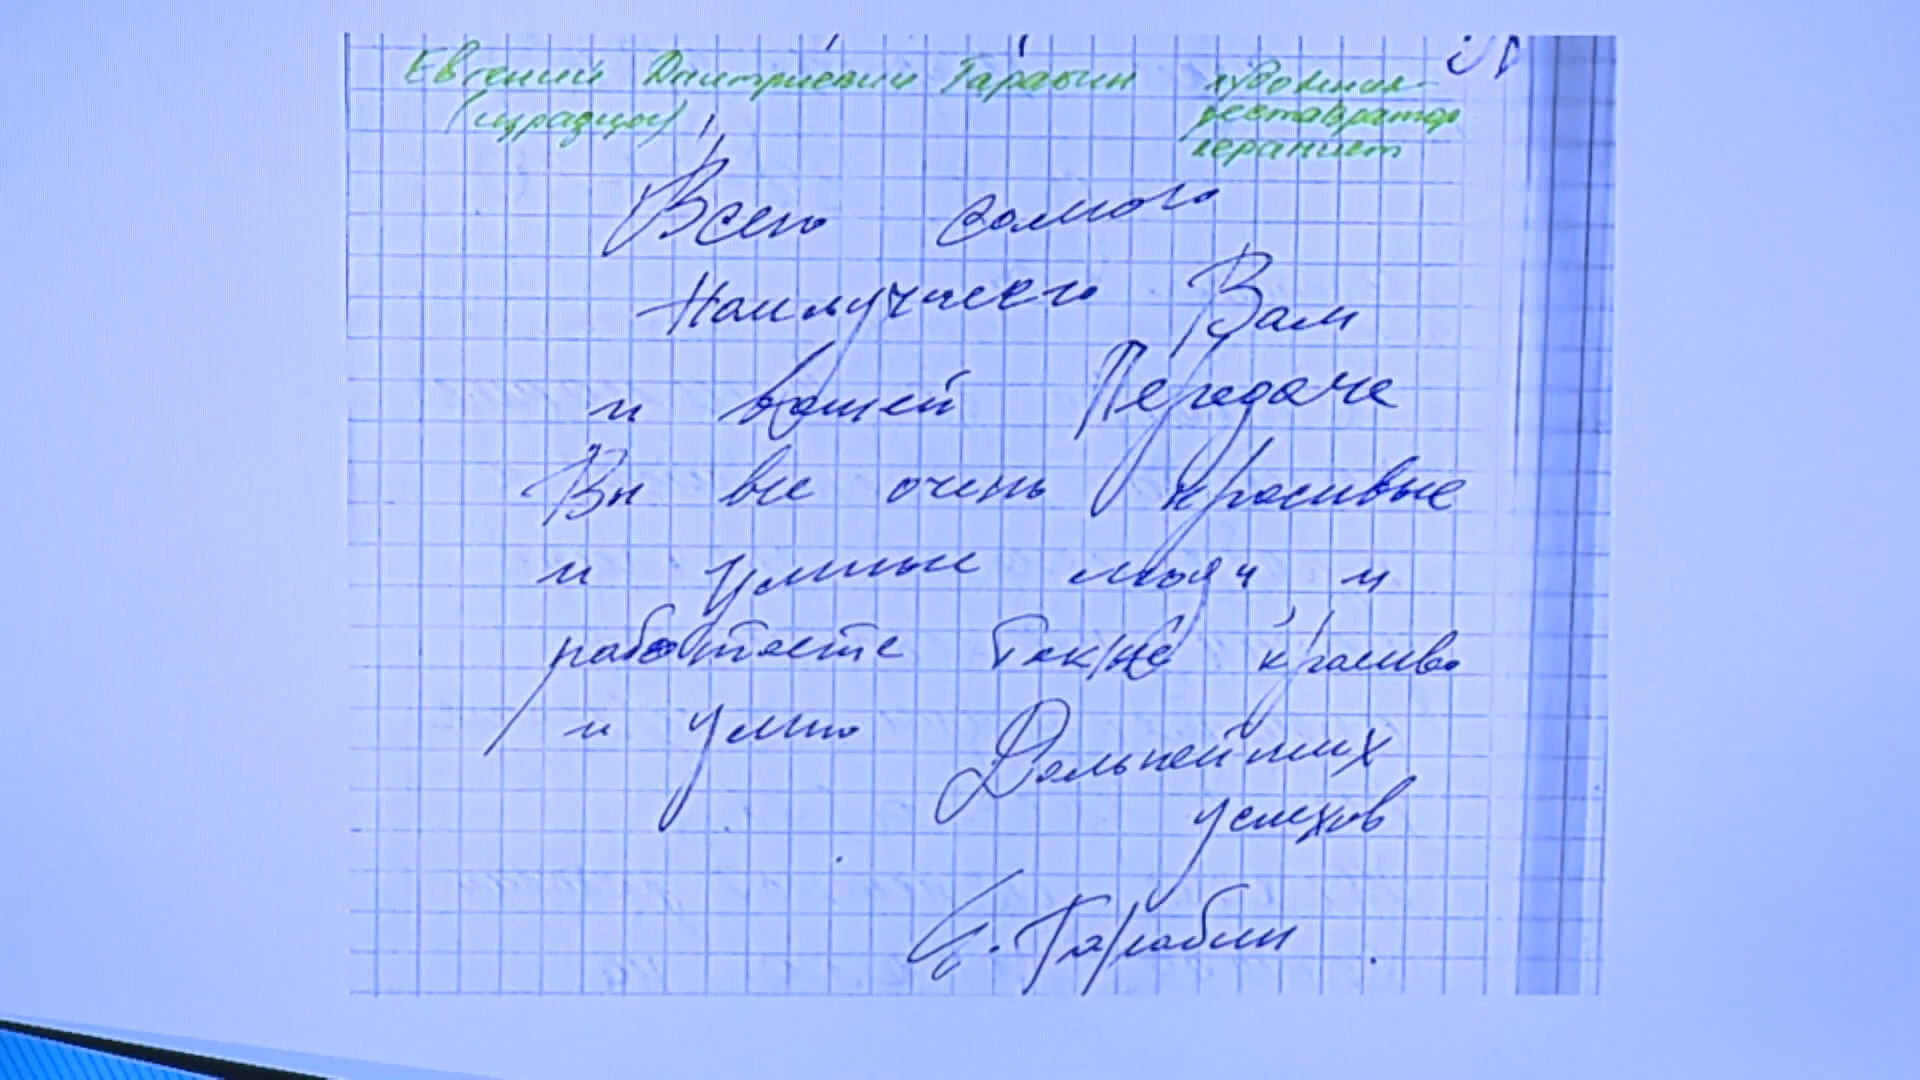 Евгений Дмитриевич Гарабин художник-
(изразцы) реставратор
керамист
Всего самого
Наилучшего Вам
и вашей Передаче
Вы все очень красивые
и умные люди и
работаете также красиво
и умно Дальнейших
успехов
Е. Гарабин